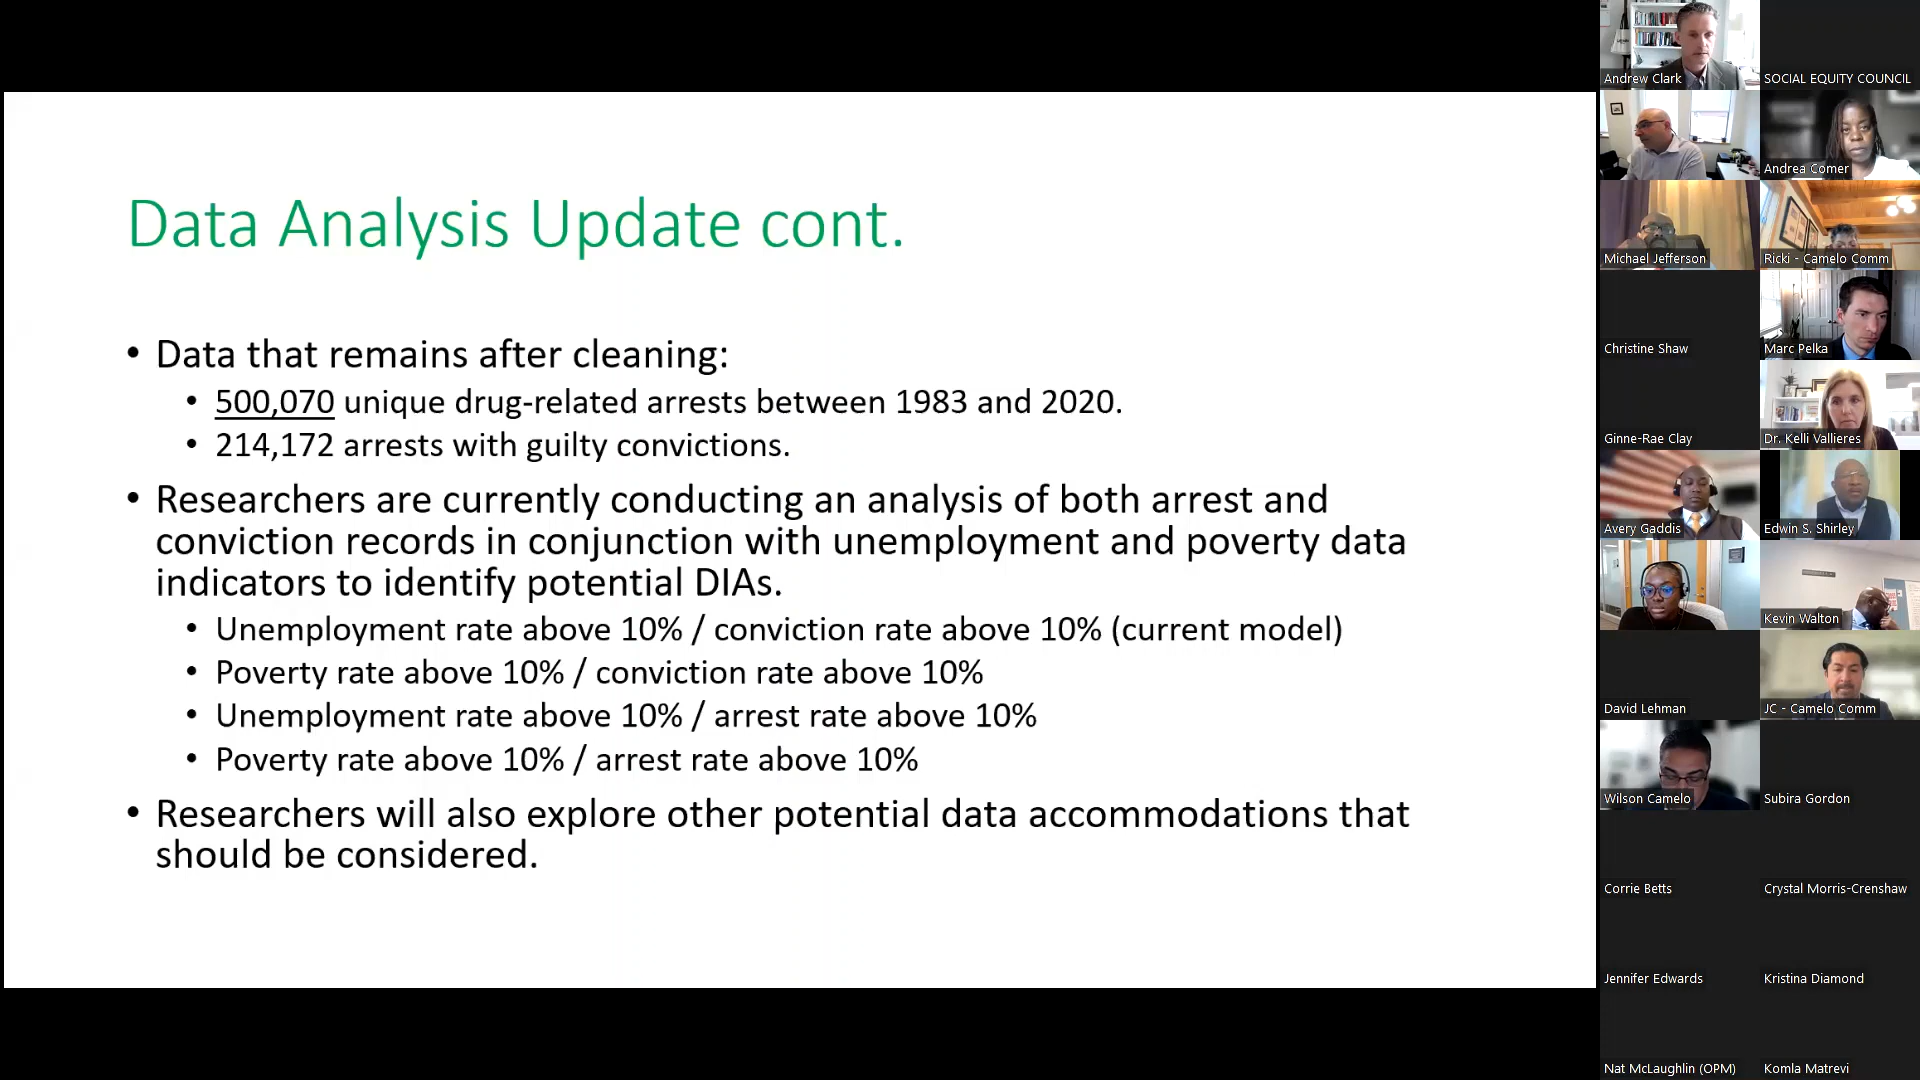 Data Analysis Update cont.
• Data that remains after cleaning:
• 500,070 unique drug-related arrests between 1983 and 2020.
• 214,172 arrests with guilty convictions.
• Researchers are currently conducting an analysis of both arrest and
conviction records in conjunction with unemployment and poverty data
indicators to identify potential DIAs.
• Unemployment rate above 10% / conviction rate above 10% (current model)
• Poverty rate above 10% / conviction rate above 10%
• Unemployment rate above 10% / arrest rate above 10%
• Poverty rate above 10% / arrest rate above 10%
• Researchers will also explore other potential data accommodations that
should be considered.
Andrew Clark
SOCIAL EQUITY COUNCIL
Andrea Comer
Michael Jefferson
Ricki - Camelo Comm
Christine Shaw
Marc Pelka
Ginne-Rae Clay
Dr. Kelli Vallieres
Avery Gaddis
Edwin S. Shirley
Kevin Walton
David Lehman
JC - Camelo Comm
Wilson Camelo
Subira Gordon
Corrie Betts
Crystal Morris-Crenshaw
Jennifer Edwards
Kristina Diamond
Nat McLaughlin (OPM)
Komla Matrevi